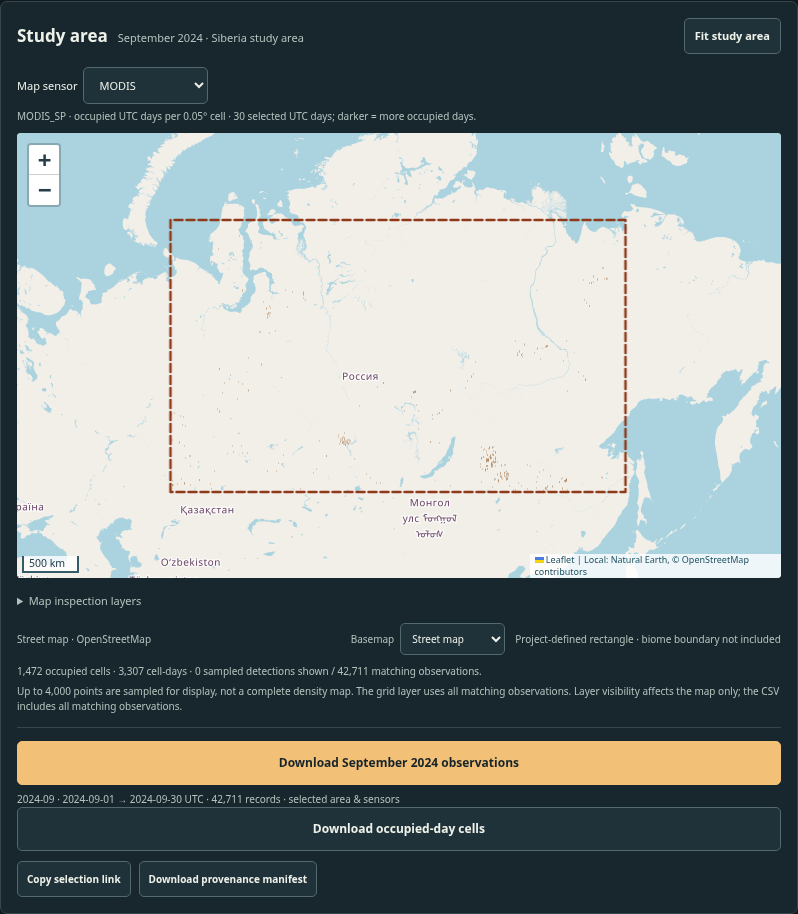 Study area September 2024 · Siberia study area
Fit study area
Map sensor MODIS
MODIS_SP · occupied UTC days per 0.05° cell · 30 selected UTC days; darker = more occupied days.
+
−
Россия
раїна
Қазақстан
Монгол
улс
Oʻzbekiston
500 km
Leaflet | Local: Natural Earth, © OpenStreetMap
contributors
▶ Map inspection layers
Street map · OpenStreetMap
Basemap Street map Project-defined rectangle · biome boundary not included
1,472 occupied cells · 3,307 cell-days · 0 sampled detections shown / 42,711 matching observations.
Up to 4,000 points are sampled for display, not a complete density map. The grid layer uses all matching observations. Layer visibility affects the map only; the CSV
includes all matching observations.
Download September 2024 observations
2024-09 · 2024-09-01 → 2024-09-30 UTC · 42,711 records · selected area & sensors
Download occupied-day cells
Copy selection link
Download provenance manifest